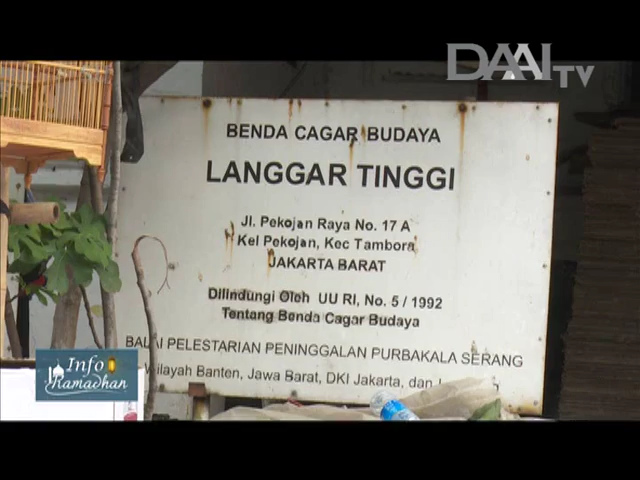 DAAI TV
BENDA CAGAR BUDAYA
LANGGAR TINGGI
Jl. Pekojan Raya No. 17 A
Kel Pekojan, Kec Tambora
JAKARTA BARAT
Dilindungi Oleh UU RI, No. 5 / 1992
Tentang Benda Cagar Budaya
BALAI PELESTARIAN PENINGGALAN PURBAKALA SERANG
Wilayah Banten, Jawa Barat, DKI Jakarta, dan
Info
Ramadhan